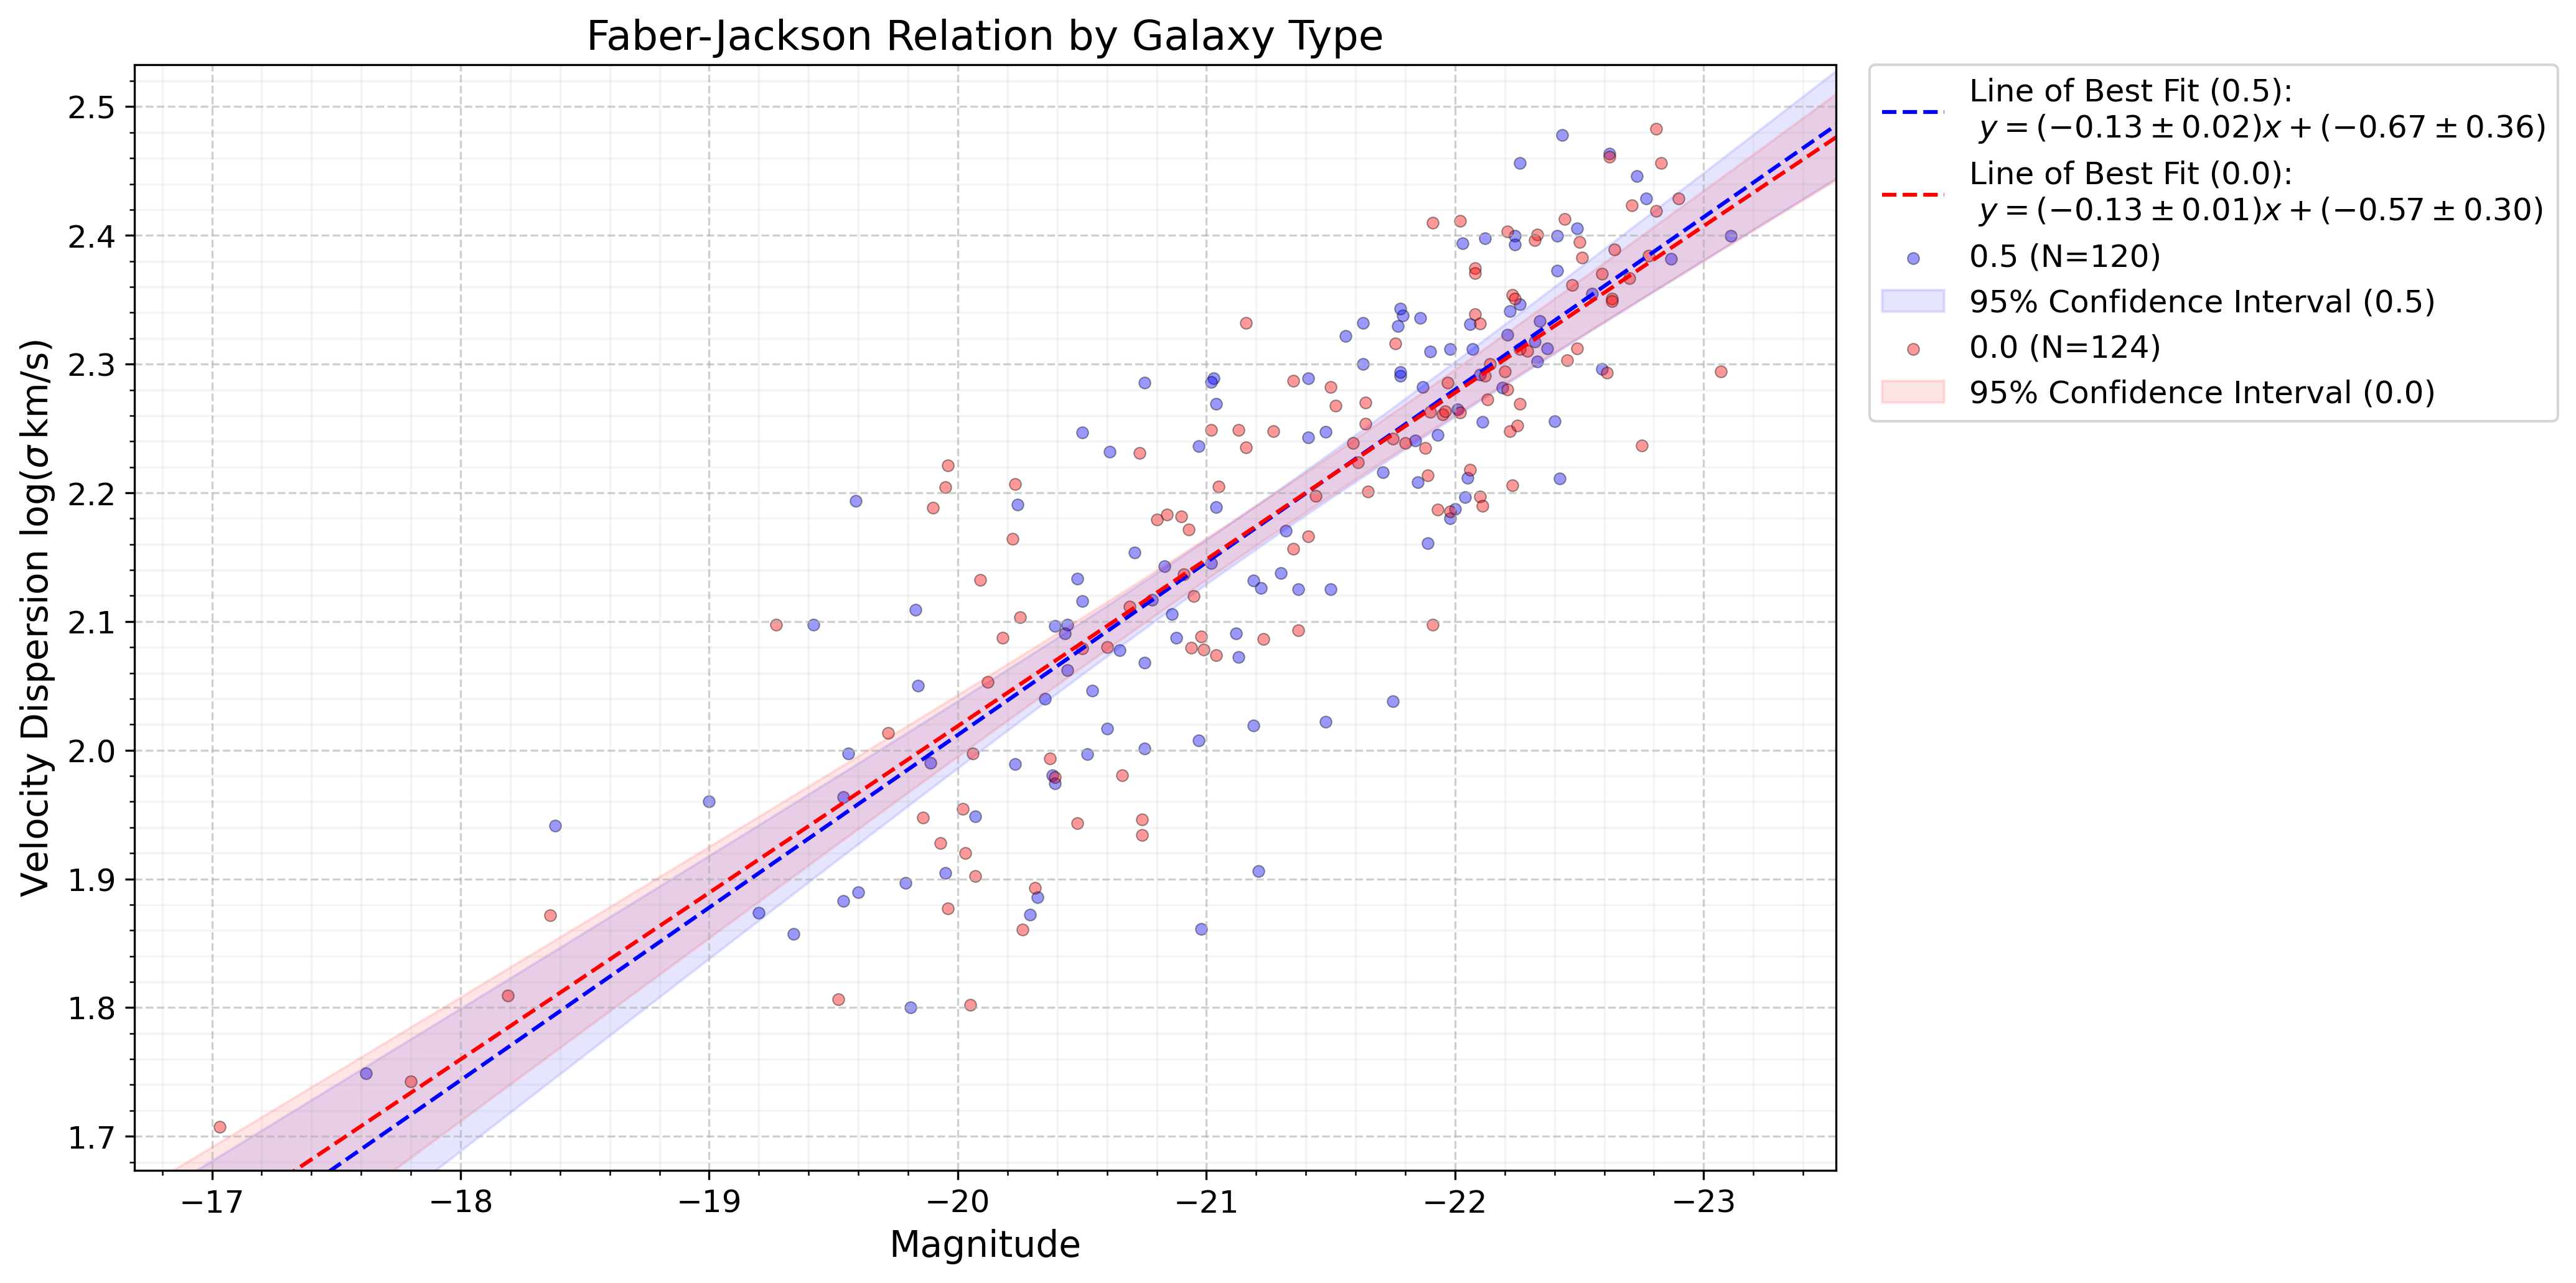 Faber-Jackson Relation by Galaxy Type
Velocity Dispersion log(σ km/s)
2.5
2.4
2.3
2.2
2.1
2.0
1.9
1.8
1.7
−17
−18
−19
−20
−21
−22
−23
Magnitude
Line of Best Fit (0.5):
y = (−0.13 ± 0.02)x + (−0.67 ± 0.36)
Line of Best Fit (0.0):
y = (−0.13 ± 0.01)x + (−0.57 ± 0.30)
0.5 (N=120)
95% Confidence Interval (0.5)
0.0 (N=124)
95% Confidence Interval (0.0)